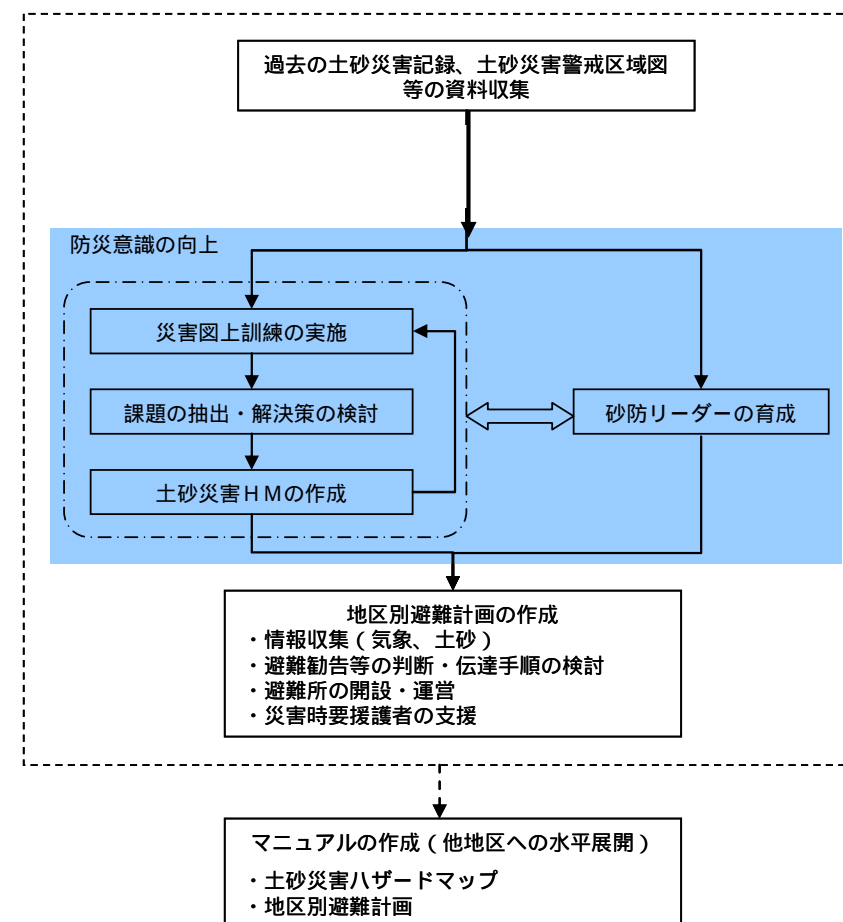 過去の土砂災害記録、土砂災害警戒区域図
等の資料収集
防災意識の向上
災害図上訓練の実施
課題の抽出・解決策の検討
砂防リーダーの育成
土砂災害ＨＭの作成
地区別避難計画の作成
・情報収集（気象、土砂）
・避難勧告等の判断・伝達手順の検討
・避難所の開設・運営
・災害時要援護者の支援
マニュアルの作成（他地区への水平展開）
・土砂災害ハザードマップ
・地区別避難計画